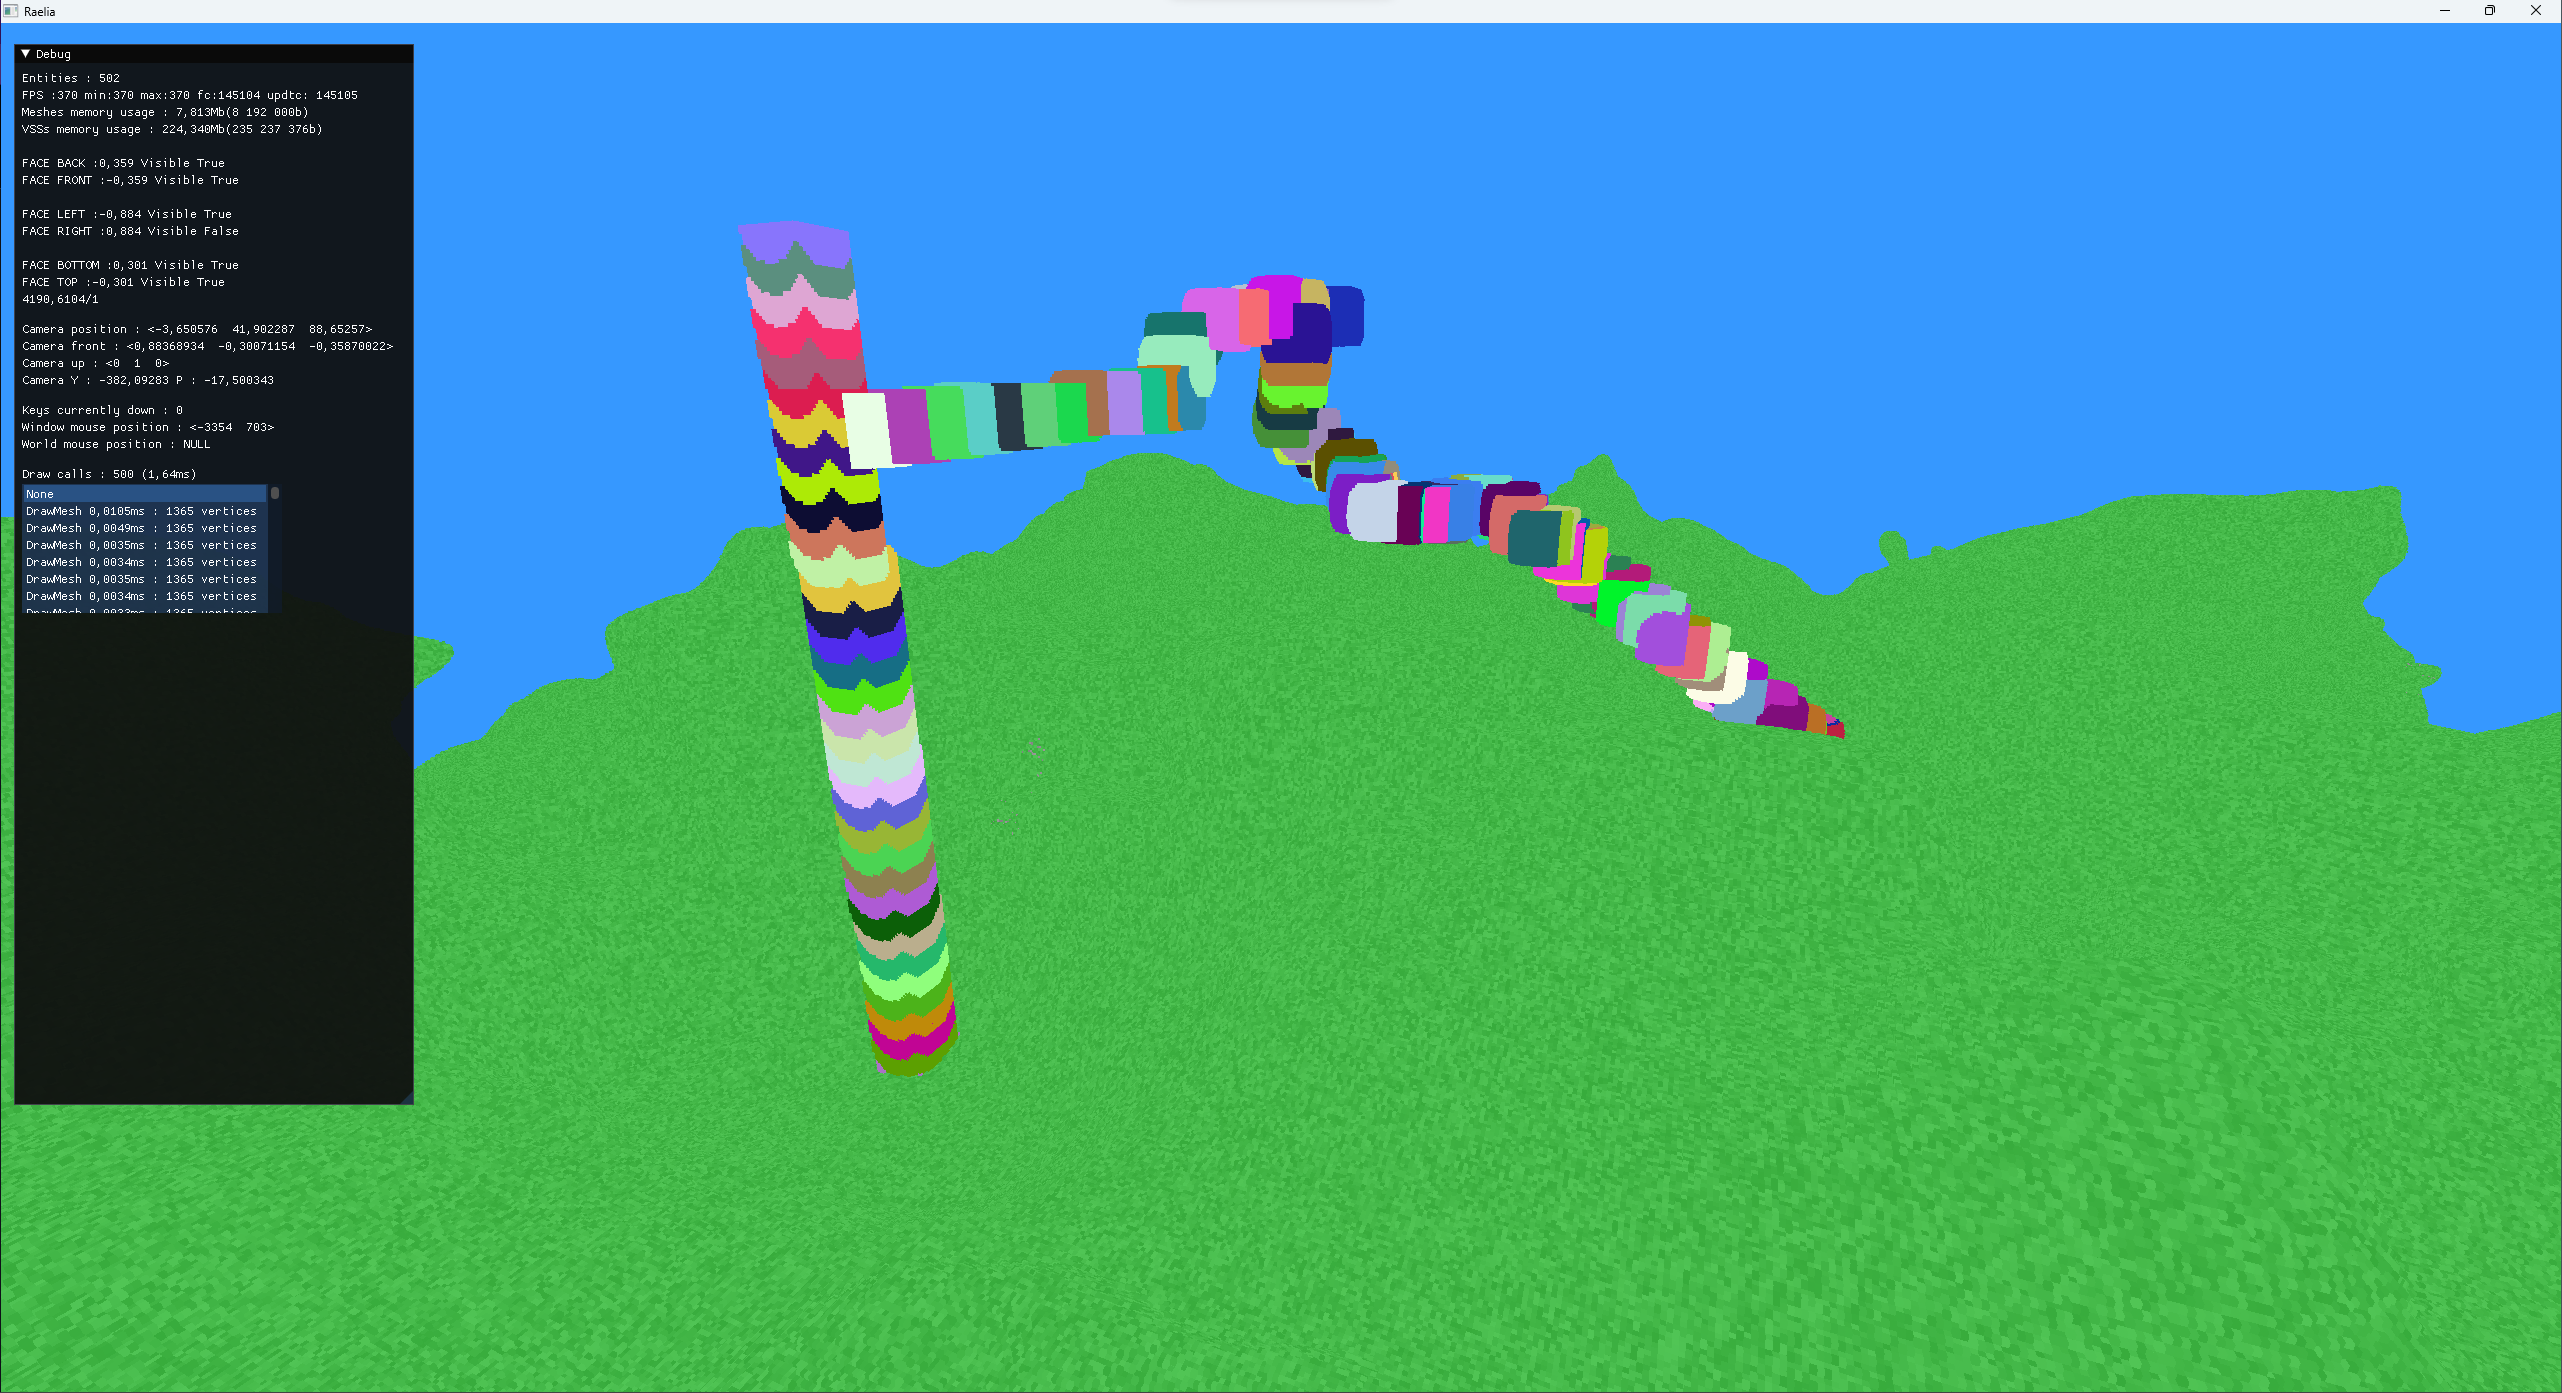 Raelia
Debug
Entities : 502
FPS :370 min:370 max:370 fc:145104 updtc: 145105
Meshes memory usage : 7,813Mb(8 192 000b)
VSSs memory usage : 224,340Mb(235 237 376b)
FACE BACK :0,359 Visible True
FACE FRONT :-0,359 Visible True
FACE LEFT :-0,884 Visible True
FACE RIGHT :0,884 Visible False
FACE BOTTOM :0,301 Visible True
FACE TOP :-0,301 Visible True
4190,6104/1
Camera position : <-3,650576  41,902287  88,65257>
Camera front : <0,88368934  -0,30071154  -0,35870022>
Camera up : <0  1  0>
Camera Y : -382,09283 P : -17,500343
Keys currently down : 0
Window mouse position : <-3354  703>
World mouse position : NULL
Draw calls : 500 (1,64ms)
None
DrawMesh 0,0105ms : 1365 vertices
DrawMesh 0,0049ms : 1365 vertices
DrawMesh 0,0035ms : 1365 vertices
DrawMesh 0,0034ms : 1365 vertices
DrawMesh 0,0035ms : 1365 vertices
DrawMesh 0,0034ms : 1365 vertices